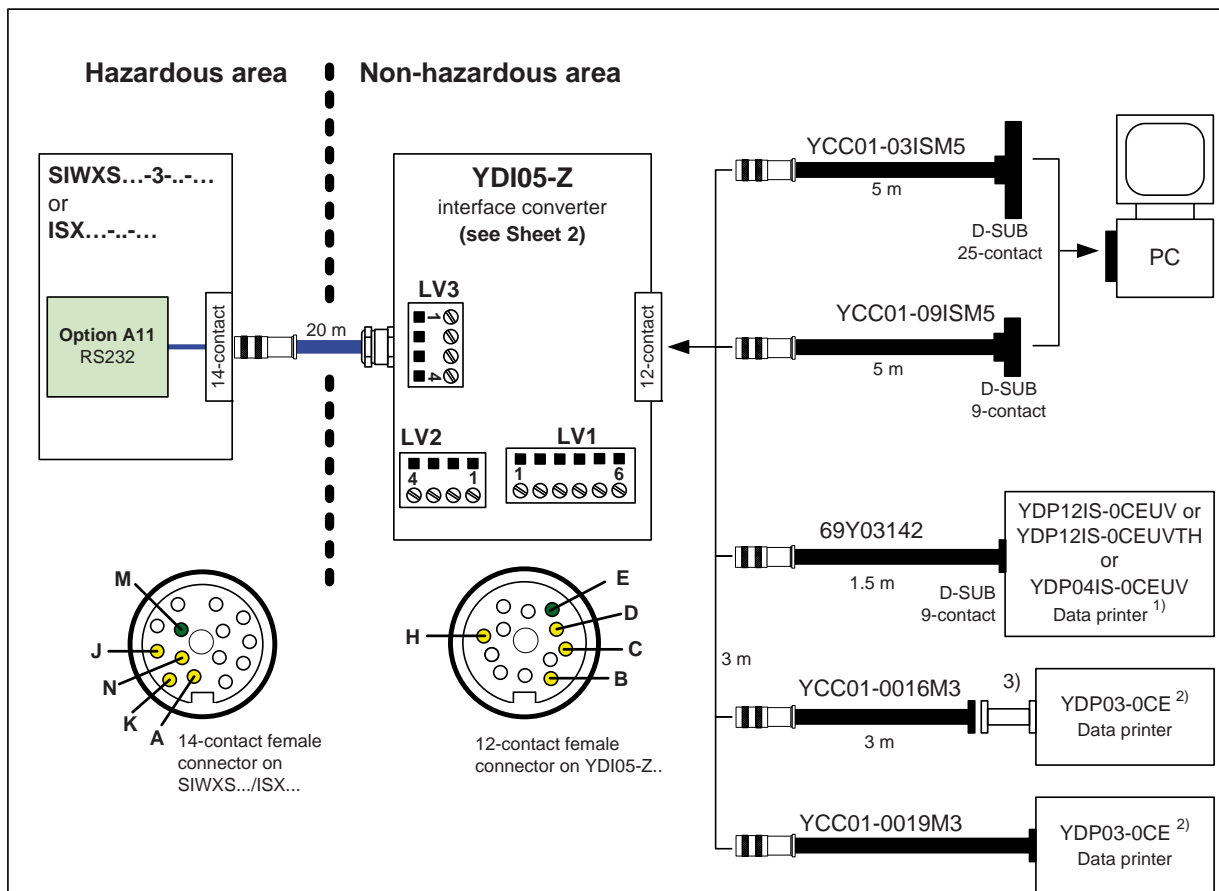 Hazardous area
Non-hazardous area
SIWXS...-3-..-...
or
ISX...-..-...
Option A11
RS232
14-contact
20 m
YDI05-Z
interface converter
(see Sheet 2)
LV3
1
4
12-contact
LV2
4
1
LV1
1
6
YCC01-03ISM5
5 m
D-SUB
25-contact
PC
YCC01-09ISM5
5 m
D-SUB
9-contact
69Y03142
1.5 m
D-SUB
9-contact
YDP12IS-0CEUV or
YDP12IS-0CEUVTH
or
YDP04IS-0CEUV
Data printer 1)
3 m
YCC01-0016M3
3 m
3)
YDP03-0CE 2)
Data printer
YCC01-0019M3
YDP03-0CE 2)
Data printer
M
J
N
K
A
14-contact female
connector on
SIWXS.../ISX...
E
D
H
C
B
12-contact female
connector on YDI05-Z..